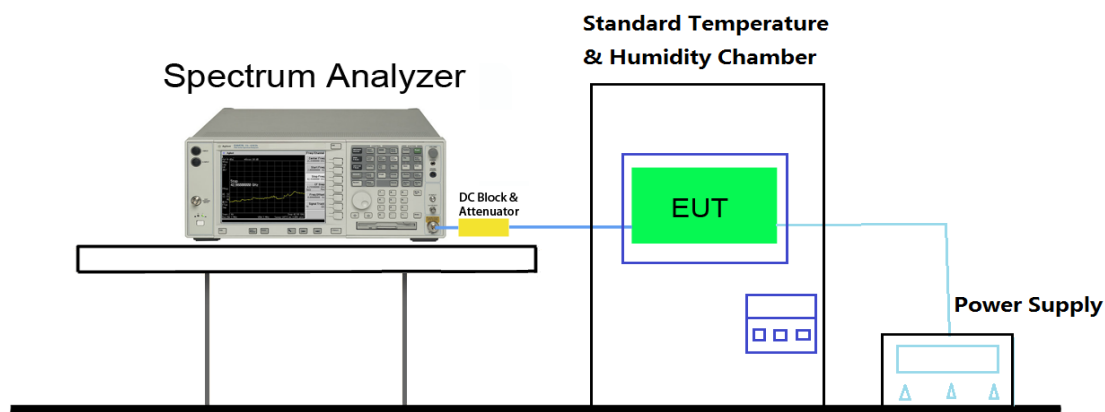 Standard Temperature
& Humidity Chamber
Spectrum Analyzer
DC Block &
Attenuator
EUT
Power Supply